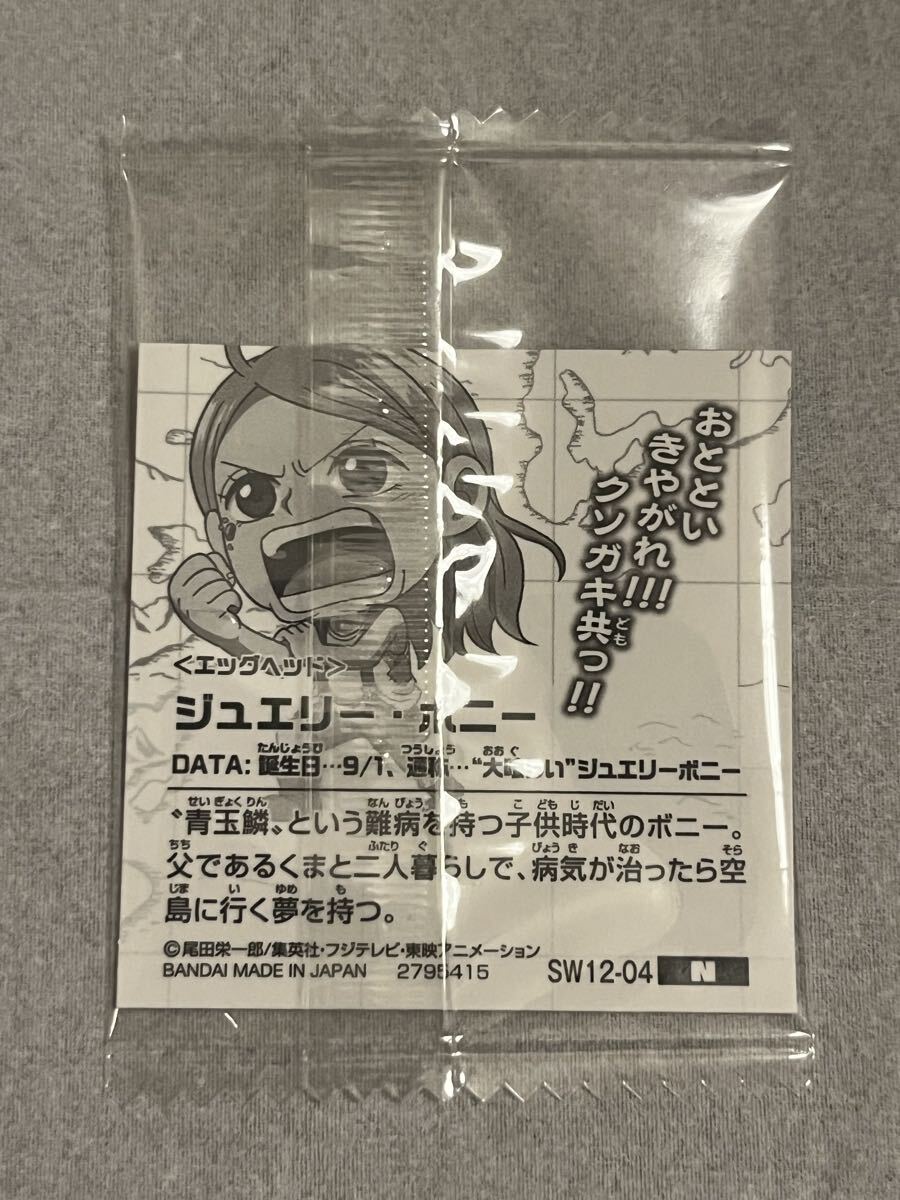 おととい
きやがれ!!!
クソガキ共っ!!
<エッグヘッド>
ジュエリー・ボニー
DATA: 誕生日…9/1、通称…“大喰らい”ジュエリーボニー
〝青玉鱗〟という難病を持つ子供時代のボニー。
父であるくまと二人暮らしで、病気が治ったら空
島に行く夢を持つ。
©尾田栄一郎/集英社・フジテレビ・東映アニメーション
BANDAI MADE IN JAPAN 2795415 SW12-04 N